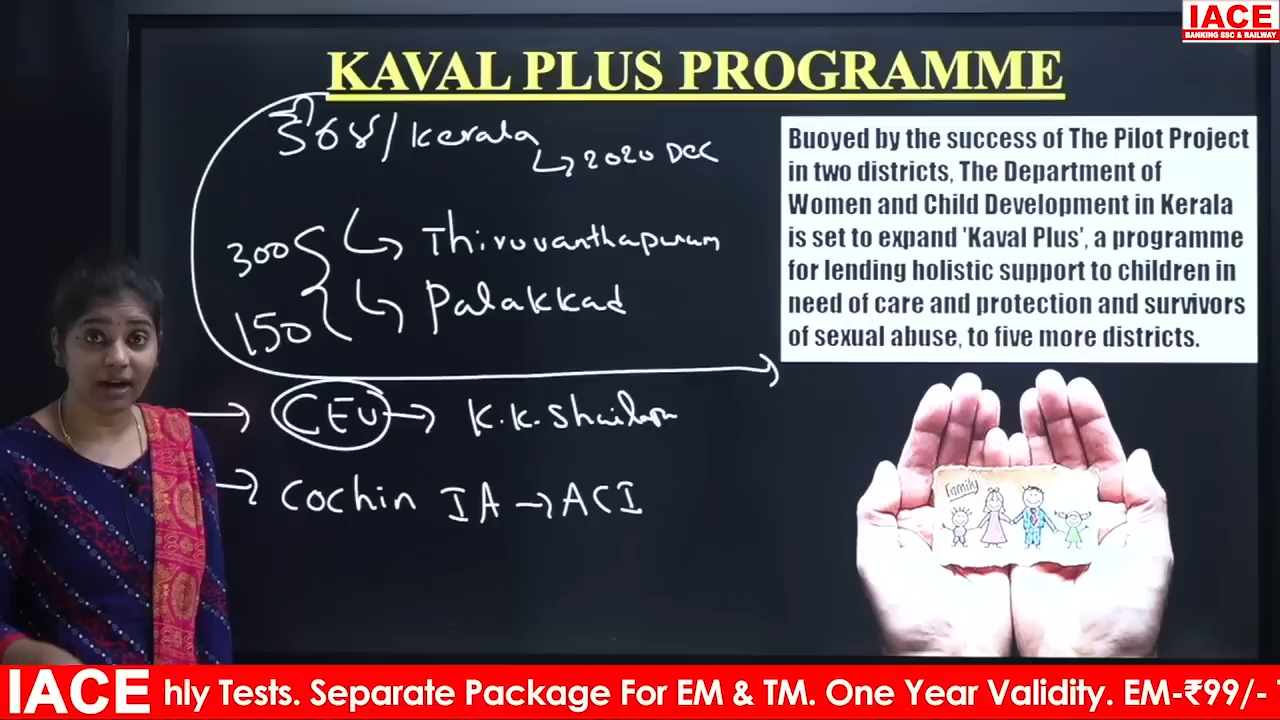 IACE
BANKING SSC & RAILWAY
KAVAL PLUS PROGRAMME
/ Kerala
2020 Dec
300 Thiruvanthapuram
150 Palakkad
CEU → K.K. Shailaja
Cochin IA → ACI
Buoyed by the success of The Pilot Project
in two districts, The Department of
Women and Child Development in Kerala
is set to expand 'Kaval Plus', a programme
for lending holistic support to children in
need of care and protection and survivors
of sexual abuse, to five more districts.
Family
IACE hly Tests. Separate Package For EM & TM. One Year Validity. EM-₹99/-